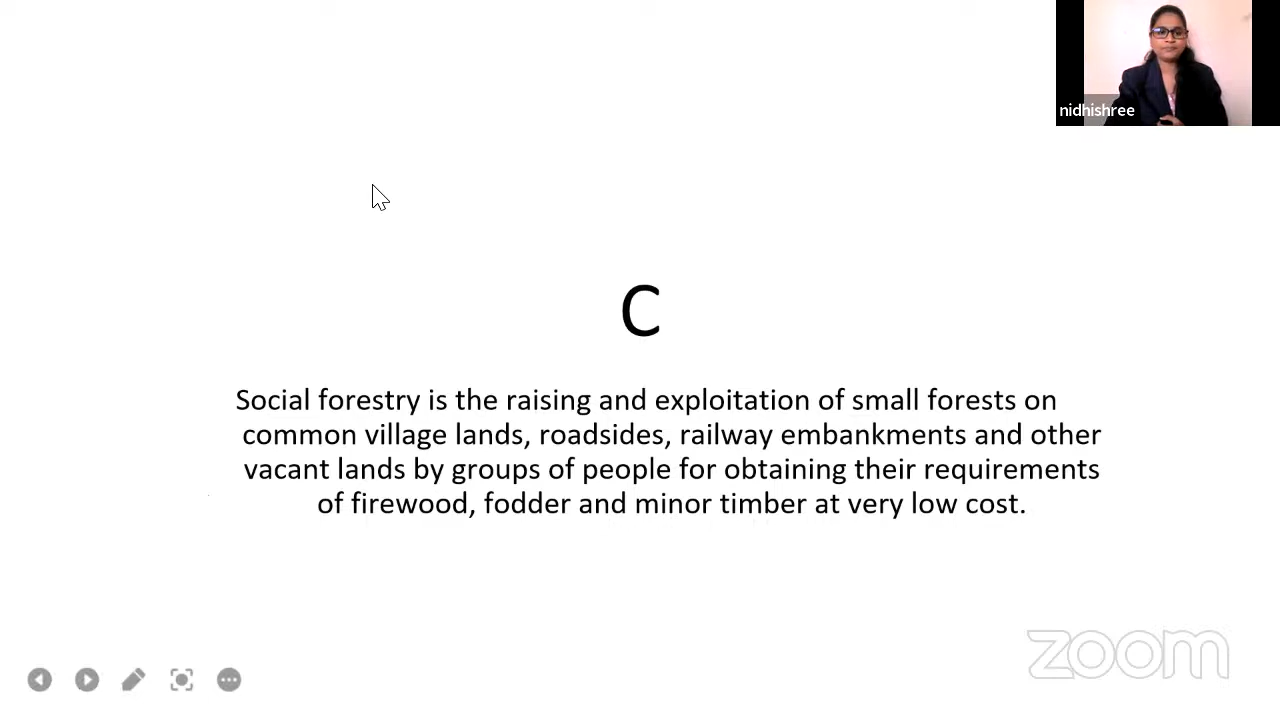 nidhishree
C
Social forestry is the raising and exploitation of small forests on
common village lands, roadsides, railway embankments and other
vacant lands by groups of people for obtaining their requirements
of firewood, fodder and minor timber at very low cost.
zoom